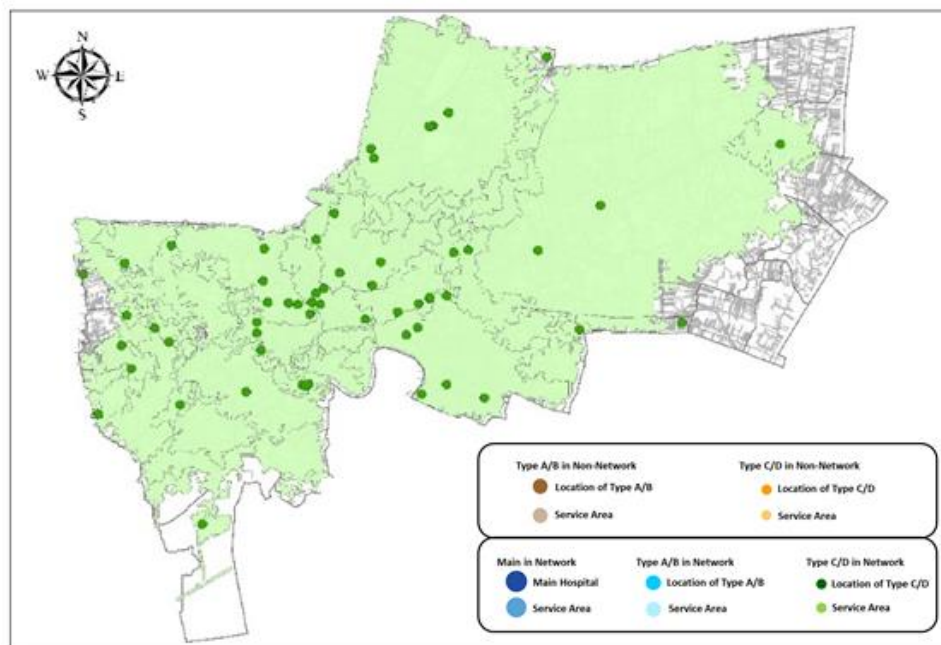 N
W E
S
Type A/B in Non-Network Type C/D in Non-Network
Location of Type A/B Location of Type C/D
Service Area Service Area
Main in Network Type A/B in Network Type C/D in Network
Main Hospital Location of Type A/B Location of Type C/D
Service Area Service Area Service Area